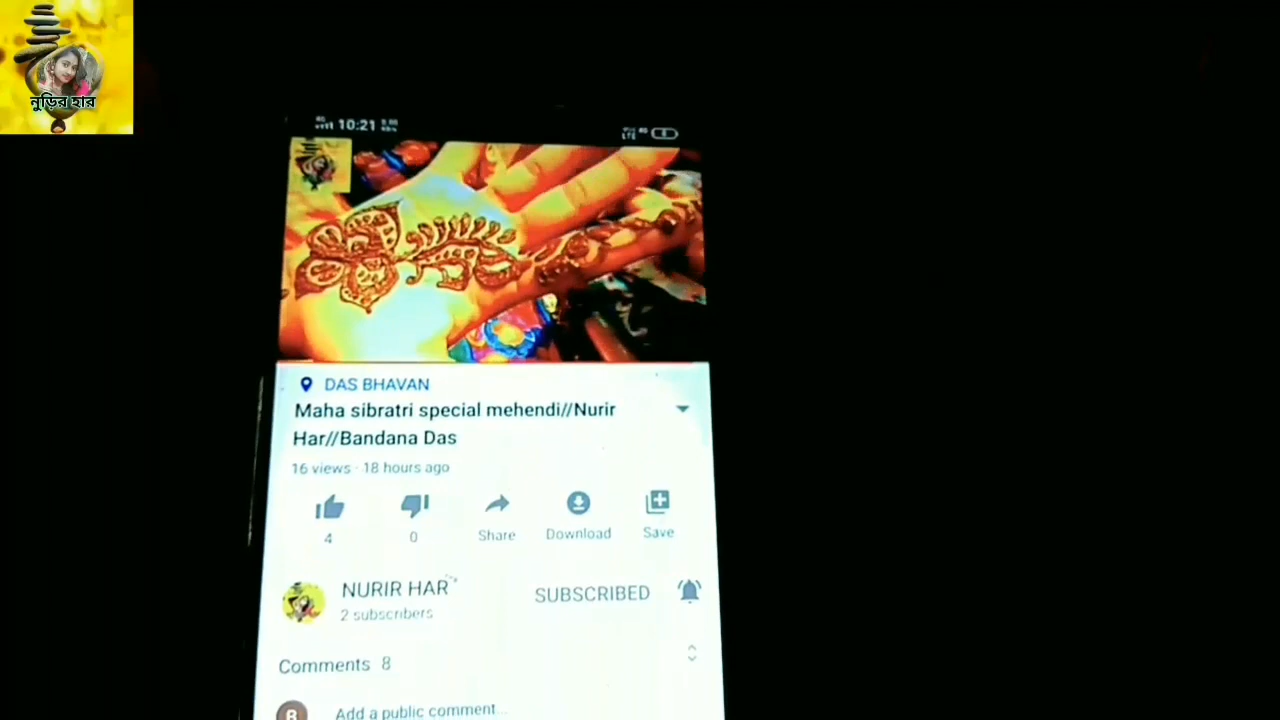 নুড়ির হার
10:21
LTE
DAS BHAVAN
Maha sibratri special mehendi//Nurir
Har//Bandana Das
16 views · 18 hours ago
4
0
Share
Download
Save
NURIR HAR
SUBSCRIBED
2 subscribers
Comments 8
B
Add a public comment...